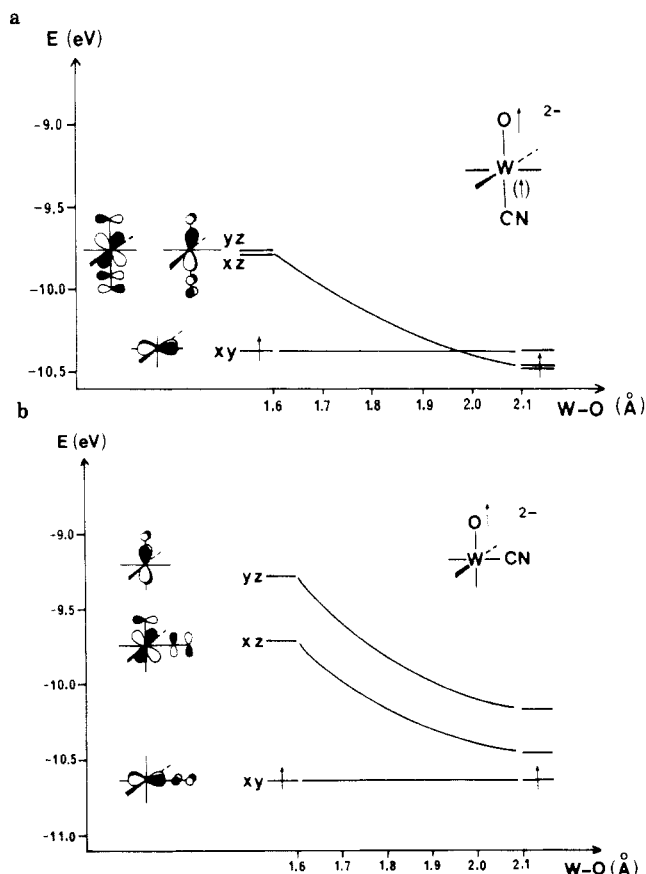 a
E (eV)
O 2-
-9.0
W
(↑)
CN
-9.5
yz
xz
-10.0
xy
-10.5
1.6 1.7 1.8 1.9 2.0 2.1
W-O (Å)
b
E (eV)
O 2-
-9.0
W CN
yz
-9.5
xz
-10.0
-10.5
xy
-11.0
1.6 1.7 1.8 1.9 2.0 2.1
W-O (Å)